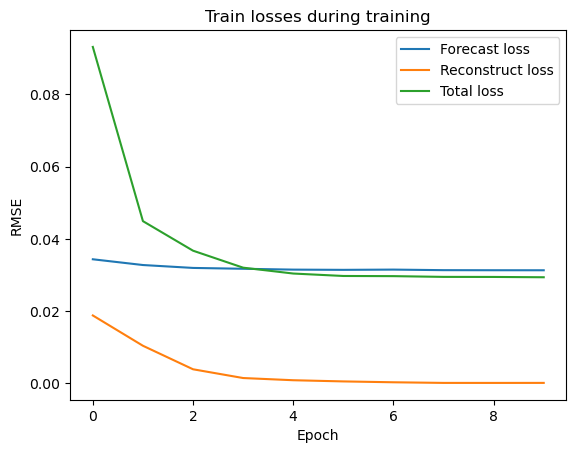 Train losses during training
Forecast loss
Reconstruct loss
Total loss
RMSE
0.08
0.06
0.04
0.02
0.00
0 2 4 6 8
Epoch